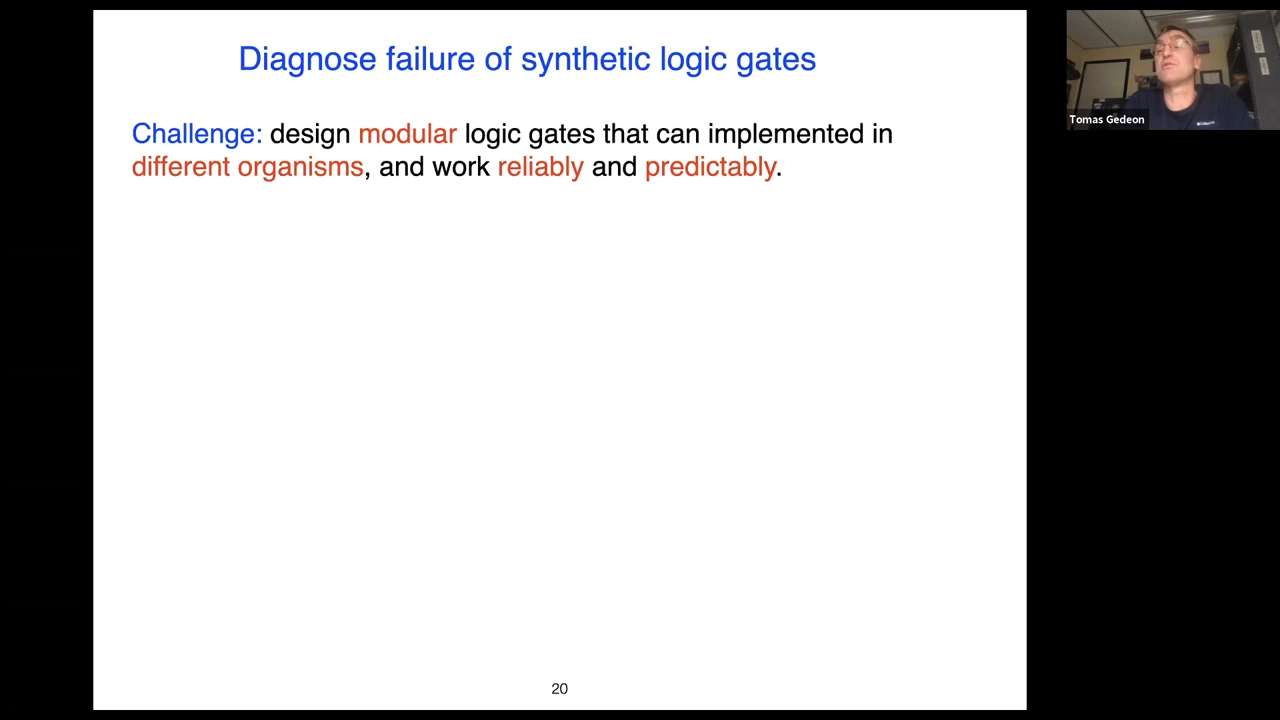 Diagnose failure of synthetic logic gates
Challenge: design modular logic gates that can implemented in
different organisms, and work reliably and predictably.
20
Tomas Gedeon